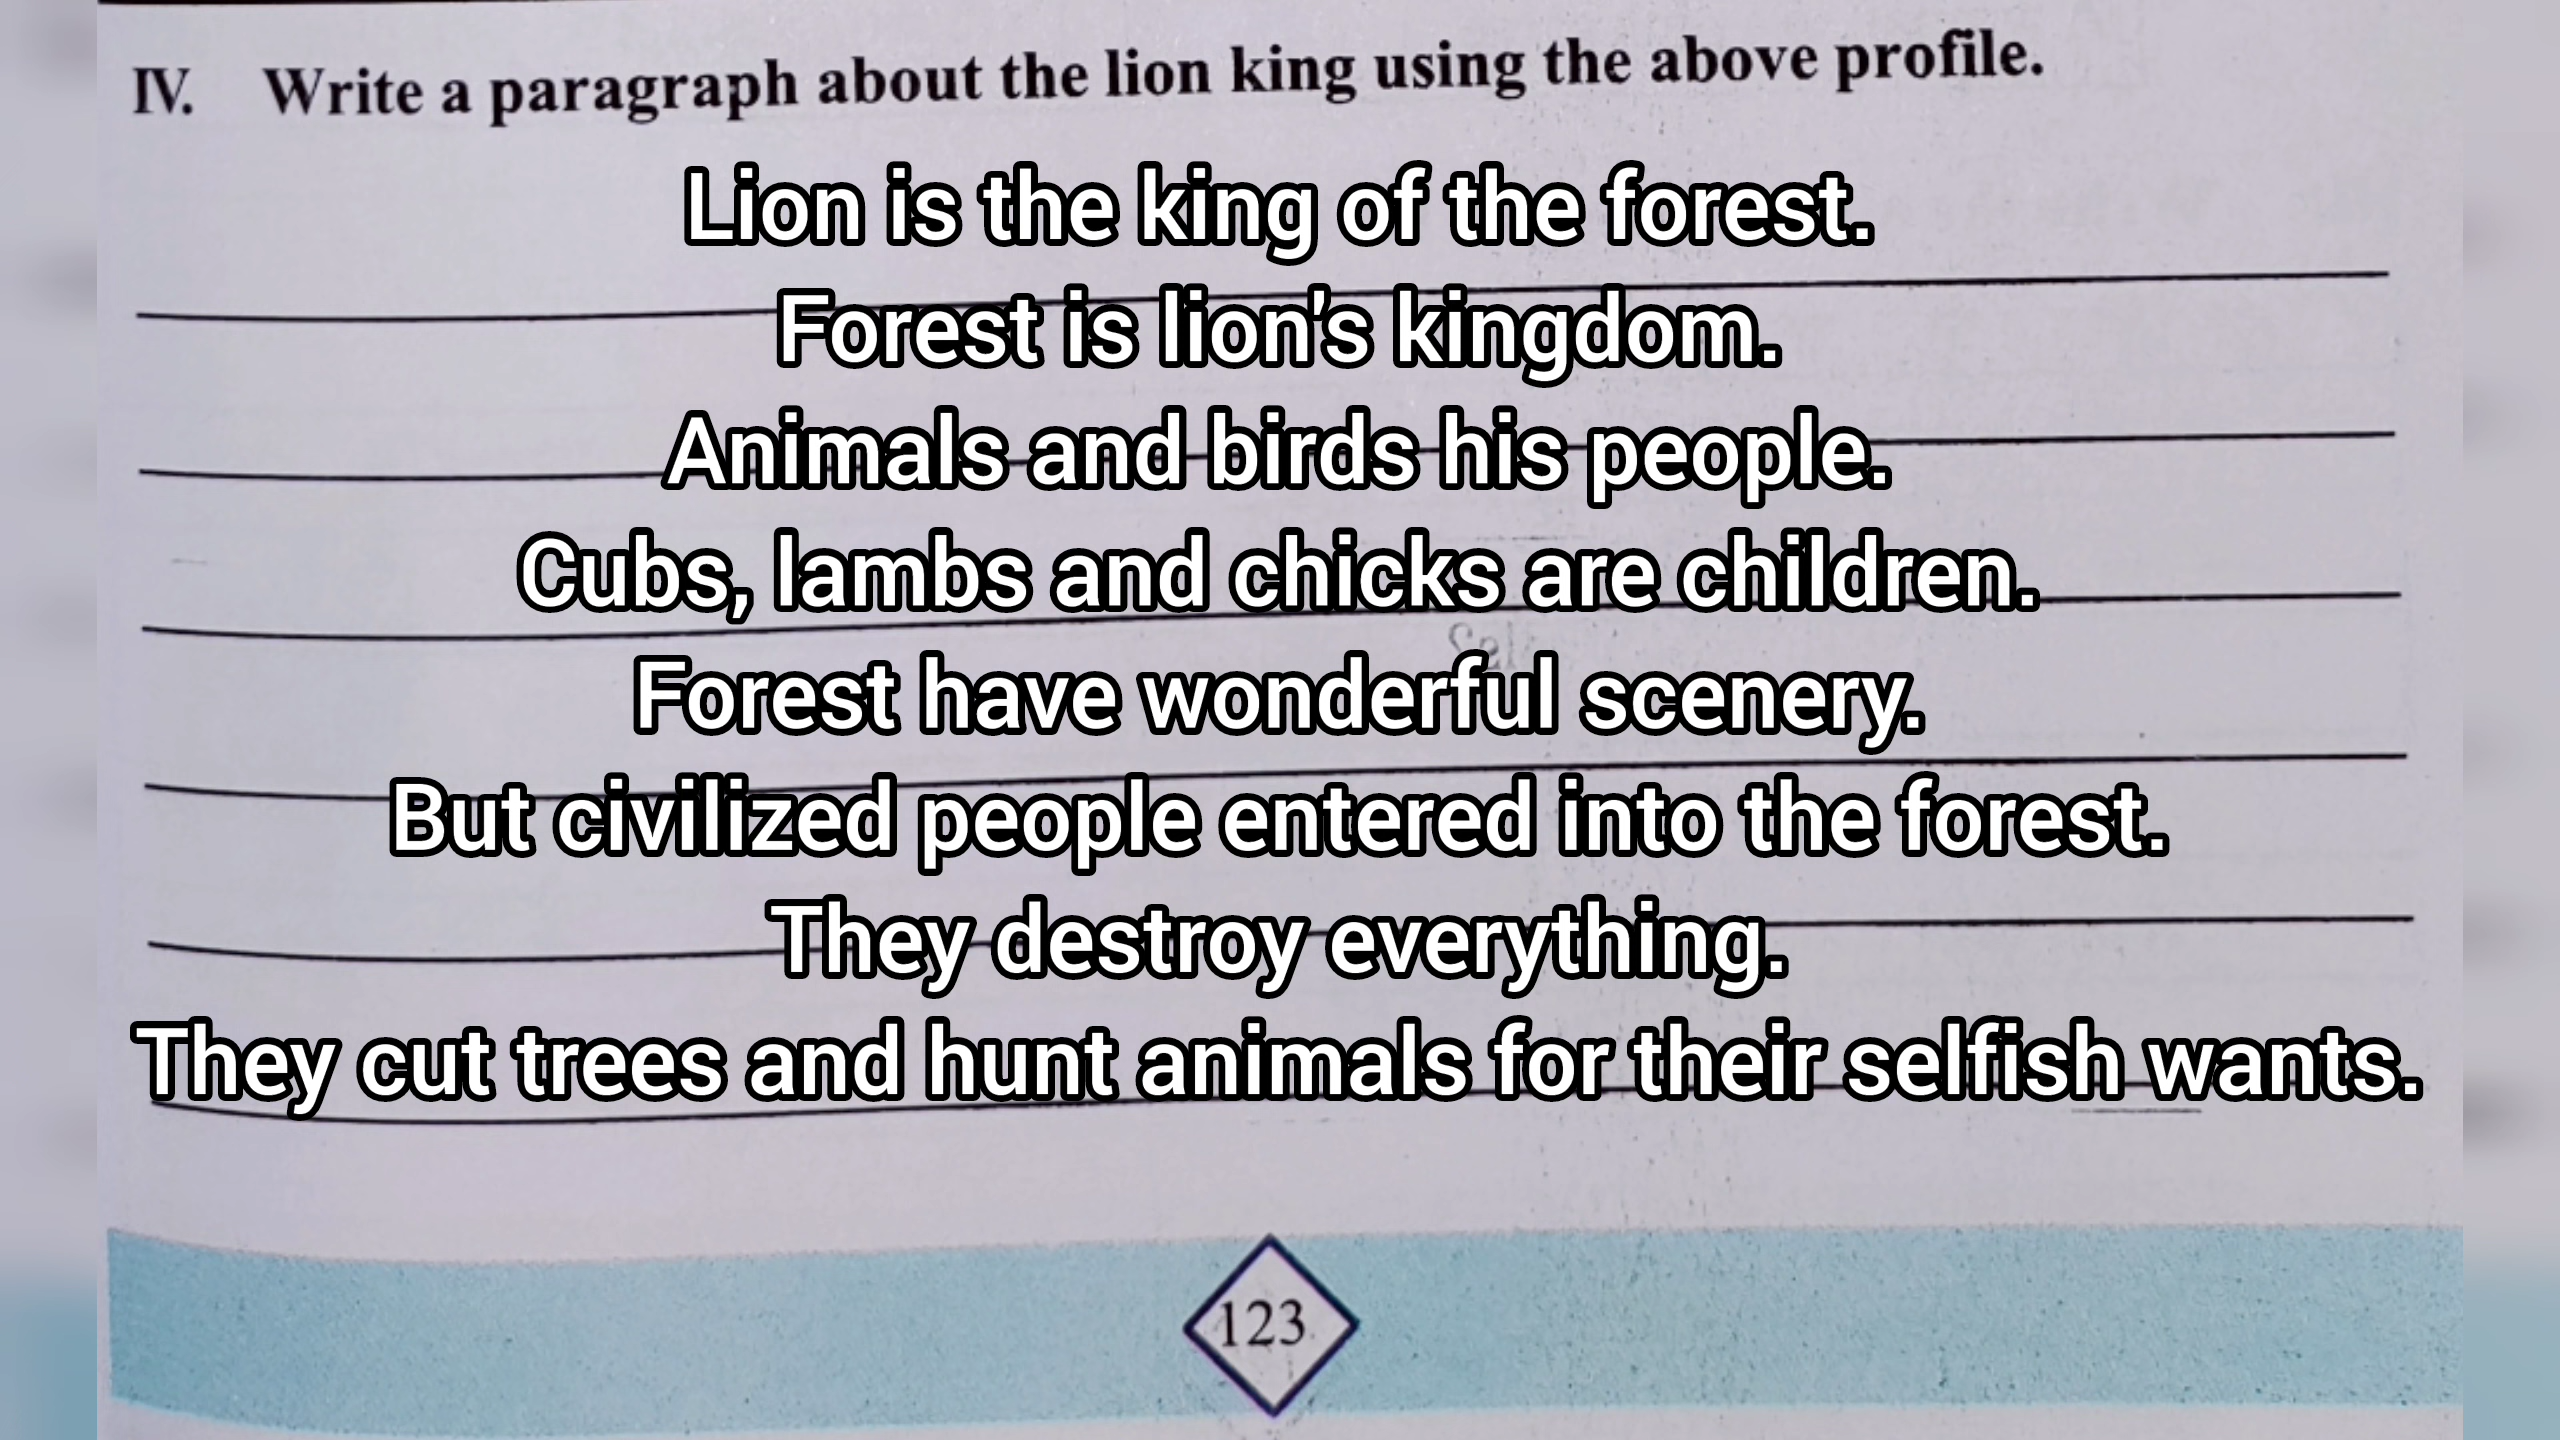 IV. Write a paragraph about the lion king using the above profile.
Lion is the king of the forest.
Forest is lion's kingdom.
Animals and birds his people.
Cubs, lambs and chicks are children.
Forest have wonderful scenery.
But civilized people entered into the forest.
They destroy everything.
They cut trees and hunt animals for their selfish wants.
123